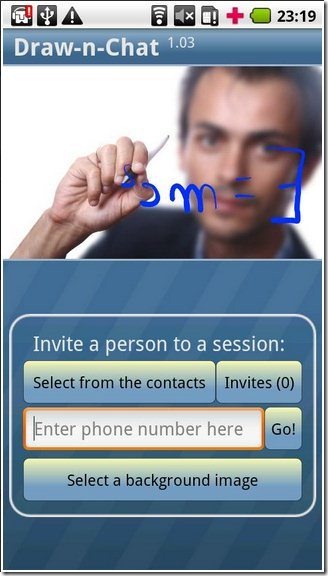 23:19
Draw-n-Chat 1.03
Invite a person to a session:
Select from the contacts Invites (0)
Enter phone number here Go!
Select a background image